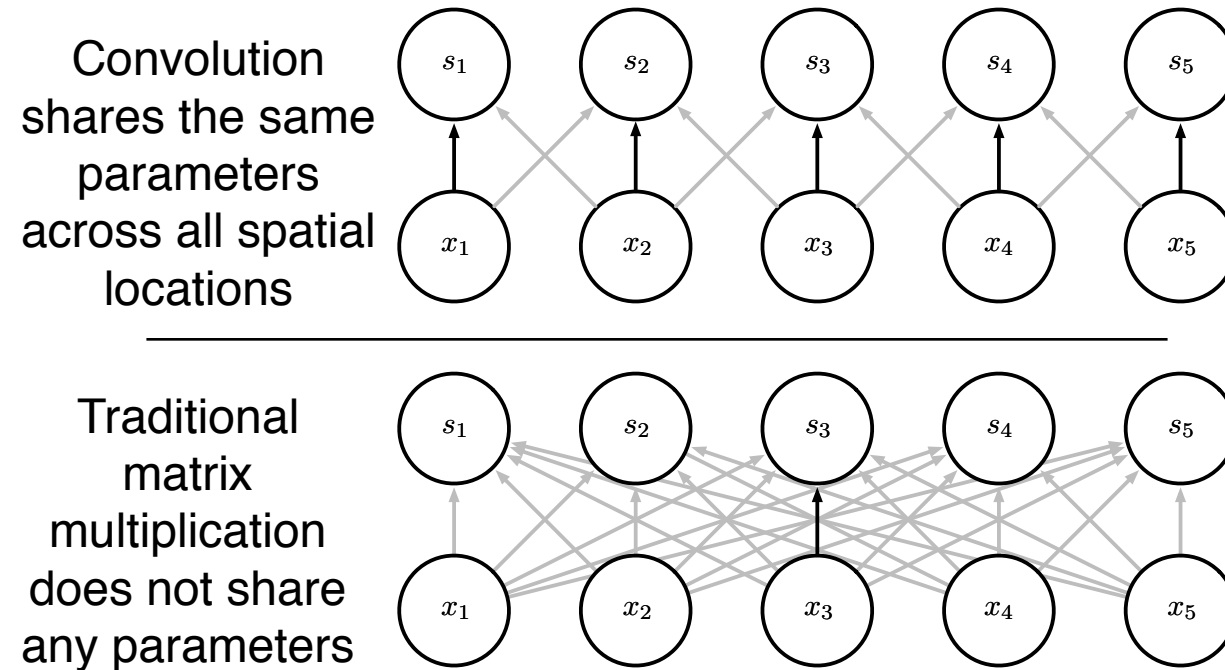 Convolution
shares the same
parameters
across all spatial
locations
s₁ s₂ s₃ s₄ s₅
x₁ x₂ x₃ x₄ x₅
Traditional
matrix
multiplication
does not share
any parameters
s₁ s₂ s₃ s₄ s₅
x₁ x₂ x₃ x₄ x₅